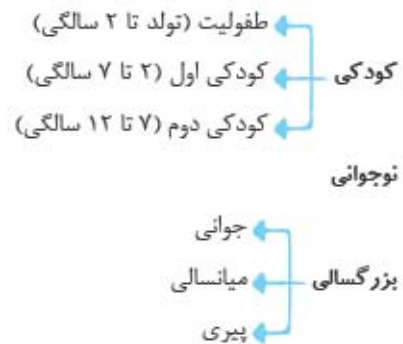 طفولیت (تولد تا ۲ سالگی)
کودکی
کودکی اول (۲ تا ۷ سالگی)
کودکی دوم (۷ تا ۱۲ سالگی)
نوجوانی
جوانی
بزرگسالی
میانسالی
پیری